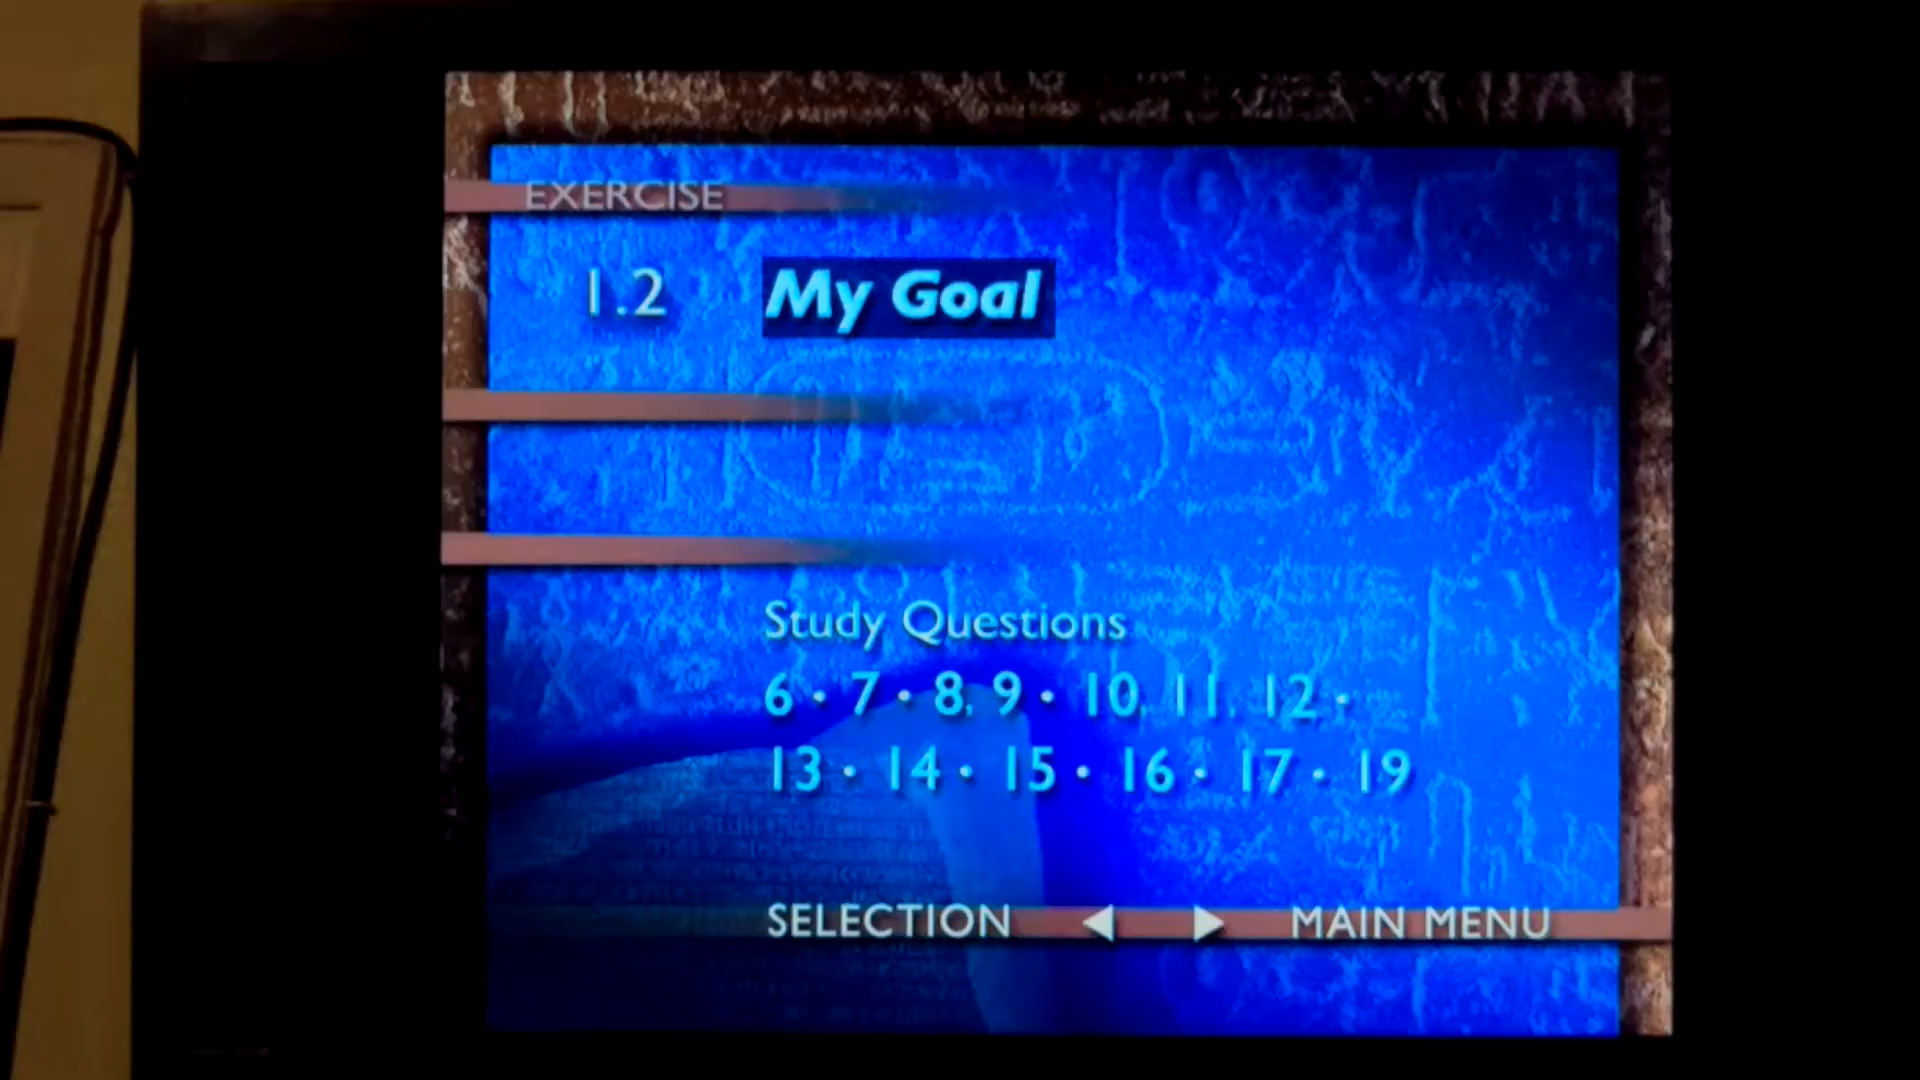 EXERCISE
1.2 My Goal
Study Questions
6 • 7 • 8, 9 • 10, 11, 12 •
13 • 14 • 15 • 16 • 17 • 19
SELECTION ◀ ▶ MAIN MENU